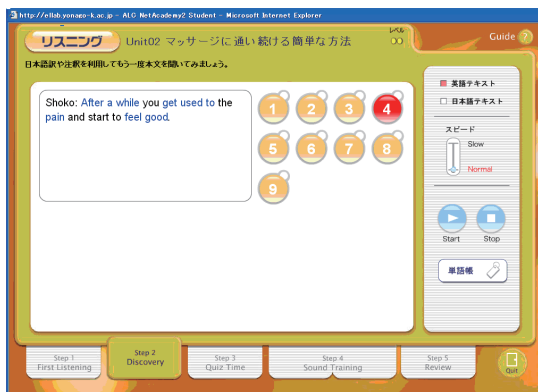 http://ellab.yonago-k.ac.jp - ALC NetAcademy2 Student - Microsoft Internet Explorer
リスニング Unit02 マッサージに通い続ける簡単な方法
レベル
Guide ?
日本語訳や注釈を利用してもう一度本文を聞いてみましょう。
Shoko: After a while you get used to the
pain and start to feel good.
1 2 3 4
5 6 7 8
9
英語テキスト
日本語テキスト
スピード
Slow
Normal
Start Stop
単語帳
Step 1
First Listening
Step 2
Discovery
Step 3
Quiz Time
Step 4
Sound Training
Step 5
Review
Quit